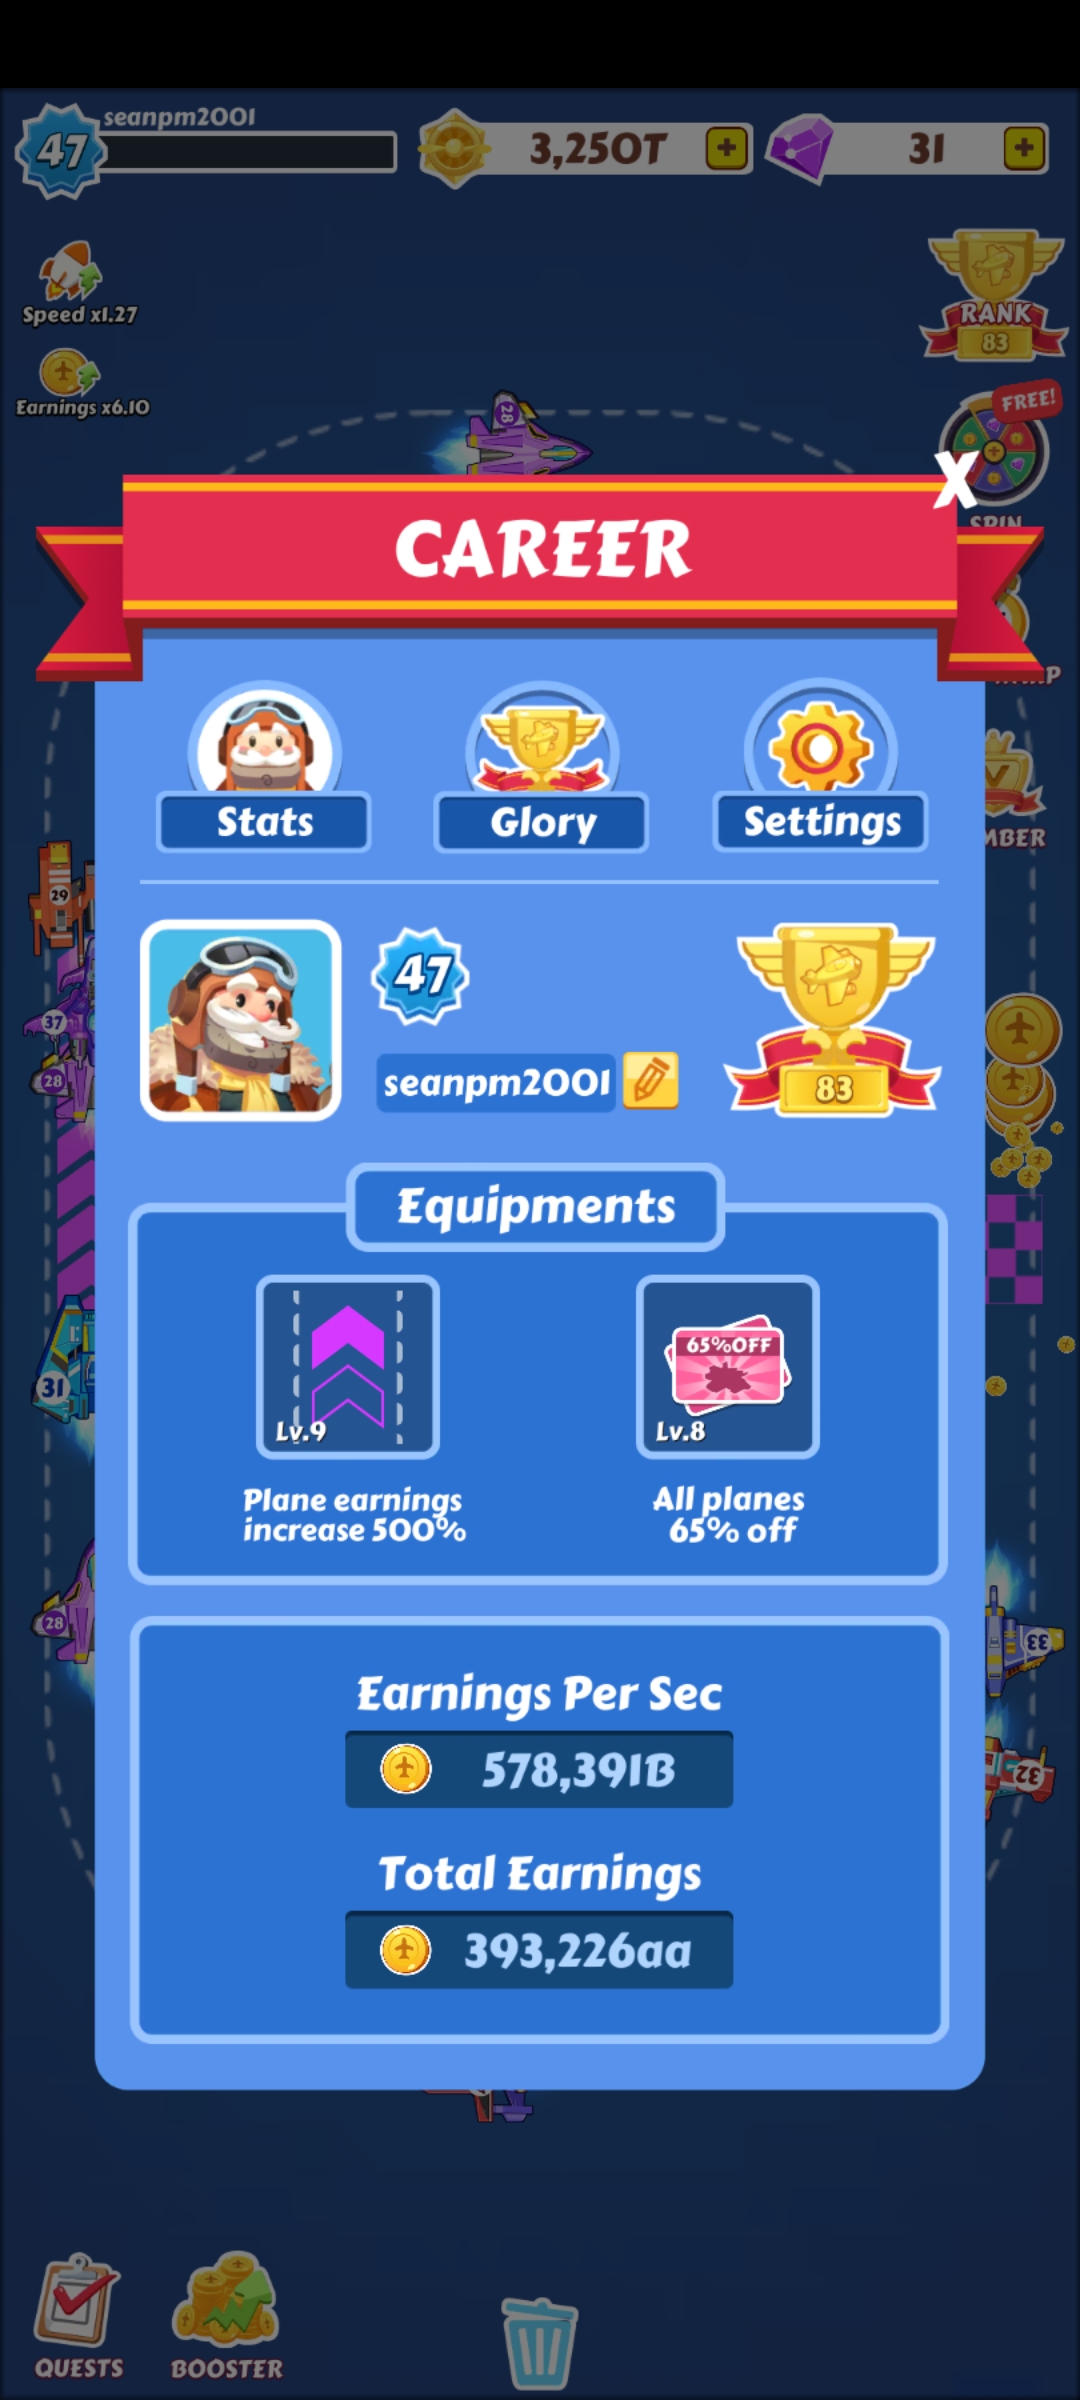 seanpm2001
47
3,250T
31
Speed x1.27
RANK
83
Earnings x6.10
FREE!
28
SPIN
CAREER
X
Stats
Glory
Settings
29
47
37
28
seanpm2001
83
Equipments
31
65%OFF
Lv.9
Lv.8
Plane earnings
increase 500%
All planes
65% off
28
33
Earnings Per Sec
578,391B
32
Total Earnings
393,226aa
QUESTS
BOOSTER